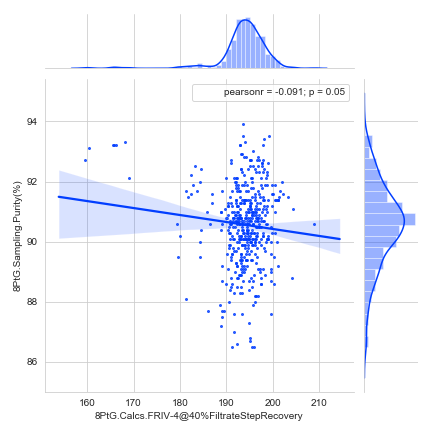 pearsonr = -0.091; p = 0.05
94
92
90
88
86
8PtG.Sampling.Purity(%)
160 170 180 190 200 210
8PtG.Calcs.FRIV-4@40%FiltrateStepRecovery